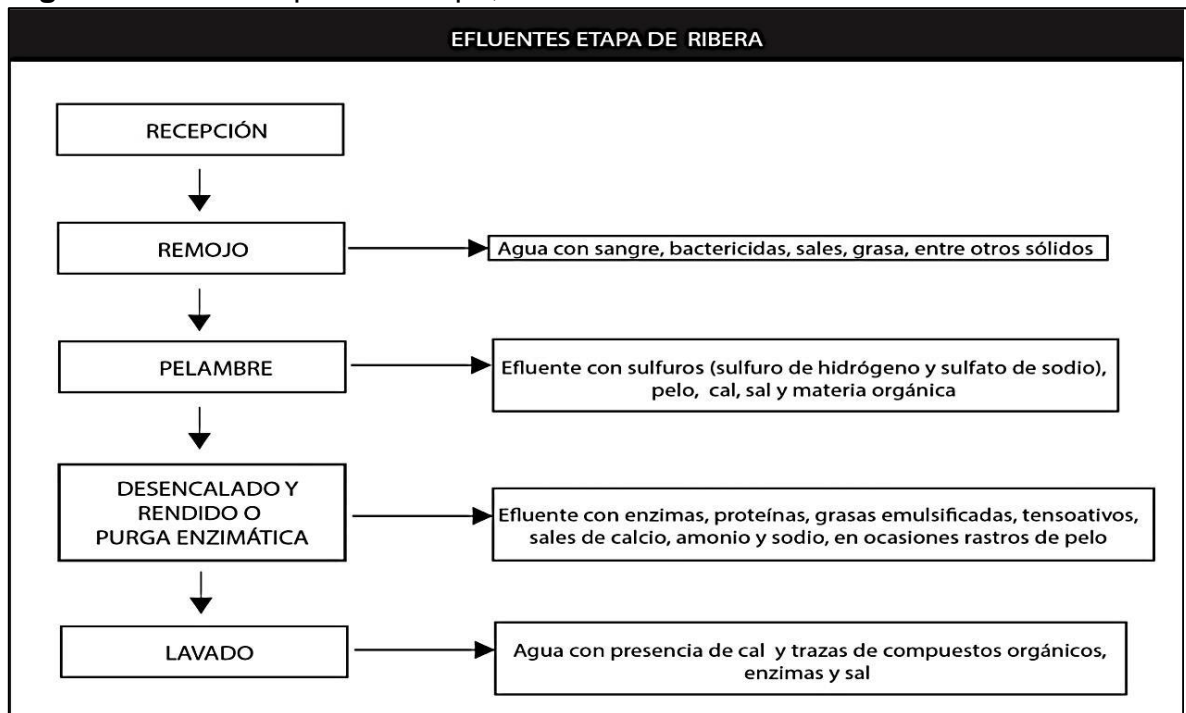 EFLUENTES ETAPA DE RIBERA
RECEPCIÓN
REMOJO
Agua con sangre, bactericidas, sales, grasa, entre otros sólidos
PELAMBRE
Efluente con sulfuros (sulfuro de hidrógeno y sulfato de sodio),
pelo, cal, sal y materia orgánica
DESENCALADO Y
RENDIDO O
PURGA ENZIMÁTICA
Efluente con enzimas, proteínas, grasas emulsificadas, tensoativos,
sales de calcio, amonio y sodio, en ocasiones rastros de pelo
LAVADO
Agua con presencia de cal y trazas de compuestos orgánicos,
enzimas y sal